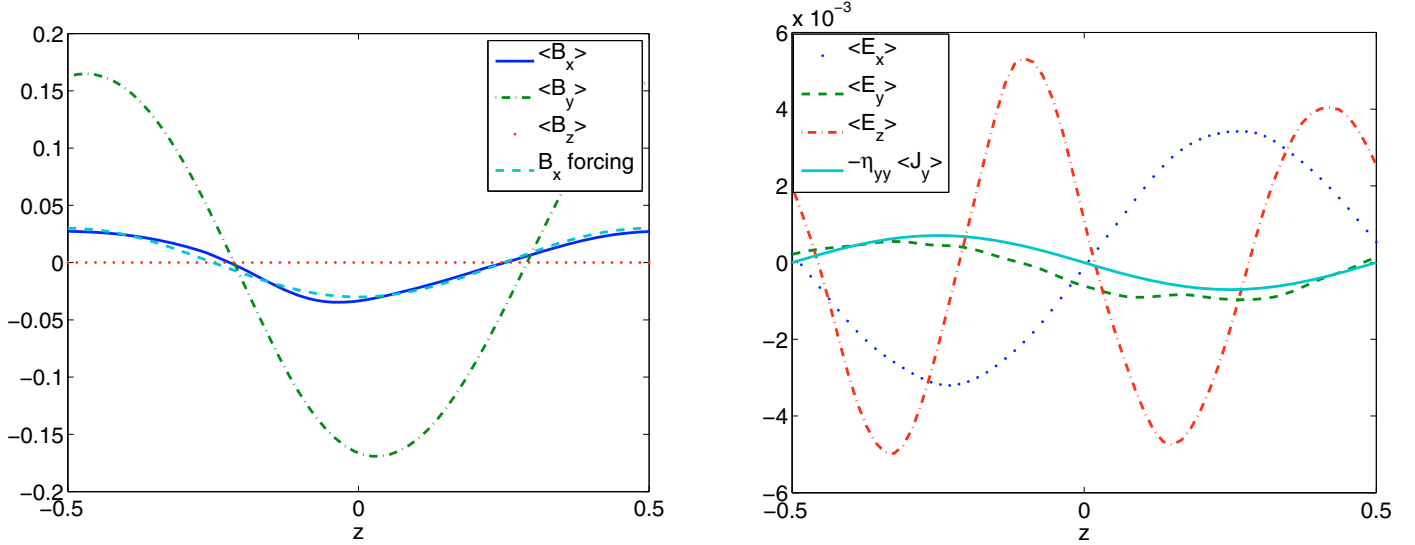 0.2
0.15
0.1
0.05
0
−0.05
−0.1
−0.15
−0.2
−0.5
0
0.5
z
<B_x>
<B_y>
<B_z>
B_x forcing
x 10^−3
6
4
2
0
−2
−4
−6
−0.5
0
0.5
z
<E_x>
<E_y>
<E_z>
−η_yy <J_y>